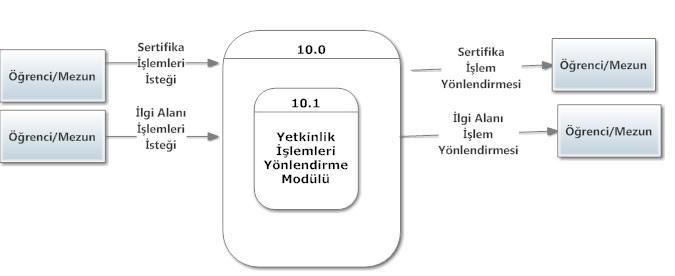 Öğrenci/Mezun
Sertifika
İşlemleri
İsteği
Öğrenci/Mezun
İlgi Alanı
İşlemleri
İsteği
10.0
10.1
Yetkinlik
İşlemleri
Yönlendirme
Modülü
Sertifika
İşlem
Yönlendirmesi
Öğrenci/Mezun
İlgi Alanı
İşlem
Yönlendirmesi
Öğrenci/Mezun